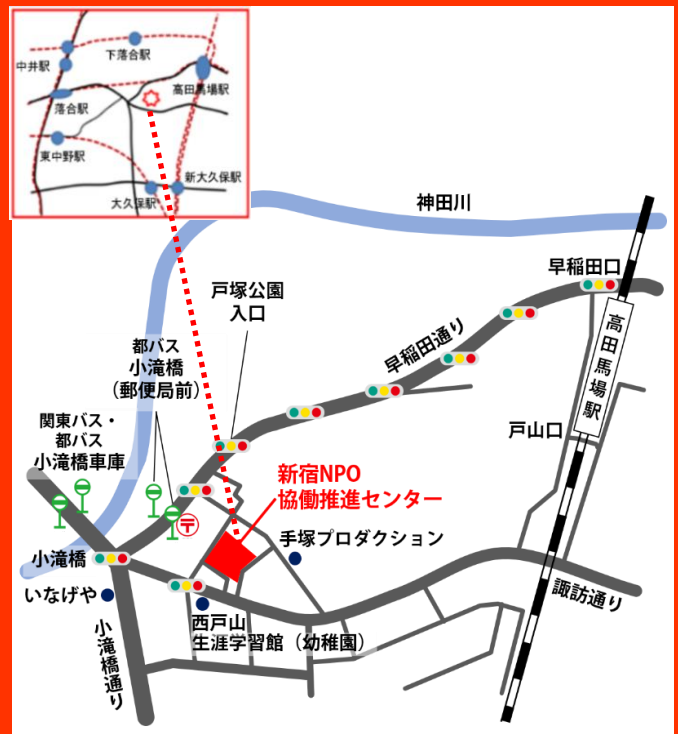 下落合駅
中井駅
高田馬場駅
落合駅
東中野駅
新大久保駅
大久保駅
神田川
早稲田口
戸塚公園
入口
早稲田通り
高田馬場駅
都バス
小滝橋
（郵便局前）
関東バス・
都バス
小滝橋車庫
戸山口
新宿NPO
協働推進センター
〒
手塚プロダクション
小滝橋
いなげや
諏訪通り
西戸山
生涯学習館（幼稚園）
小滝橋通り